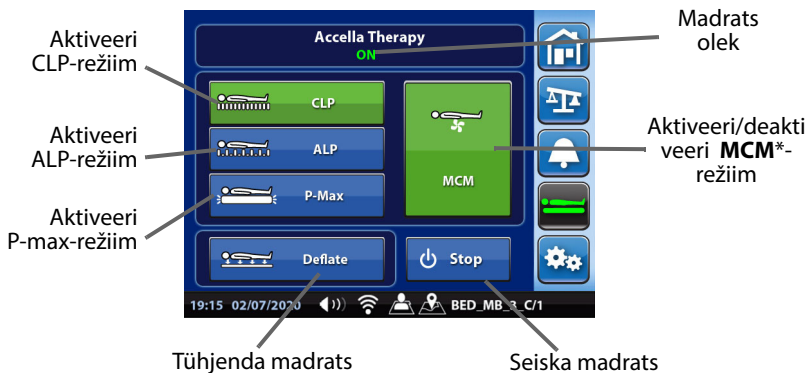 Aktiveeri
CLP-režiim
Aktiveeri
ALP-režiim
Aktiveeri
P-max-režiim
Accella Therapy
ON
CLP
ALP
P-Max
MCM
Deflate
Stop
19:15 02/07/2020 BED_MB_3_C/1
Madrats
olek
Aktiveeri/deakti
veeri MCM*-
režiim
Tühjenda madrats
Seiska madrats